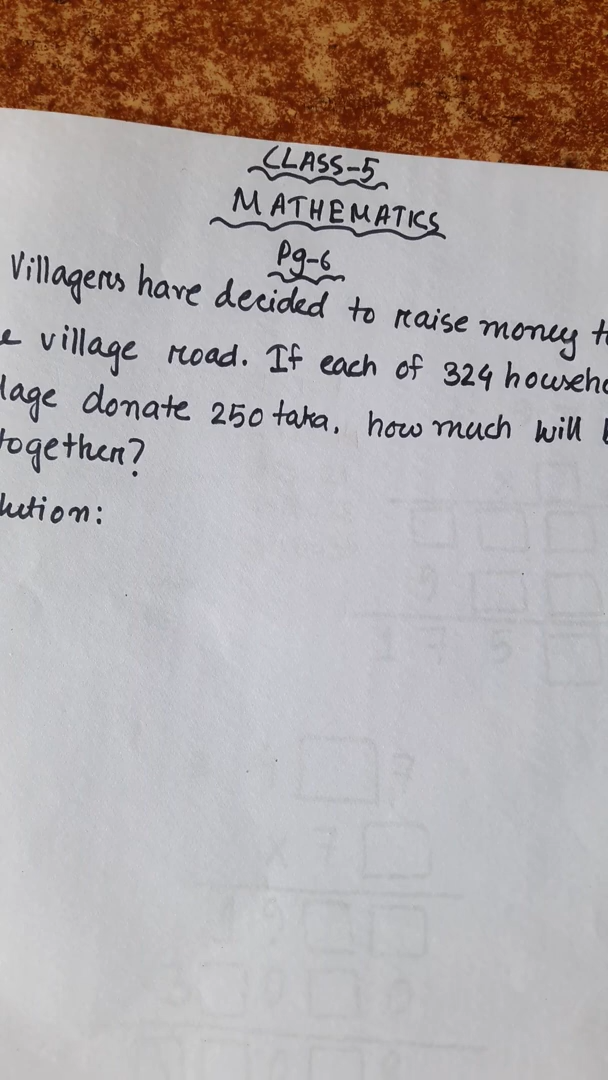 CLASS-5
MATHEMATICS
Pg-6
Villagers have decided to raise money
village road. If each of 324
donate 250 taka, how much will
together?